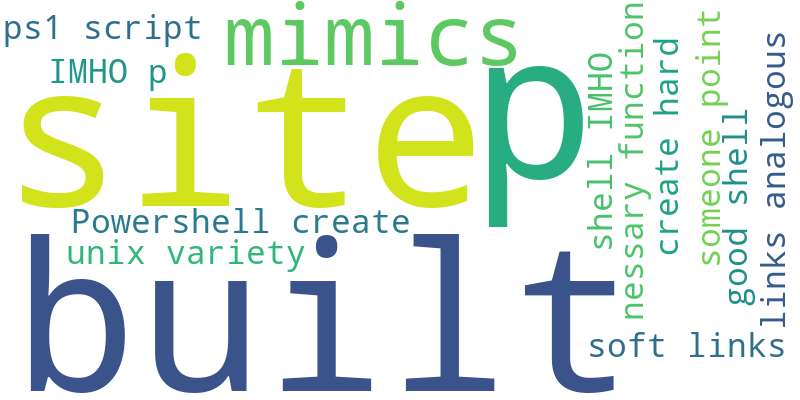 ps1 script
mimics
IMHO p
site
p
Powershell create
unix variety
built
soft links
shell IMHO
nessary function
create hard
someone point
good shell
links analogous